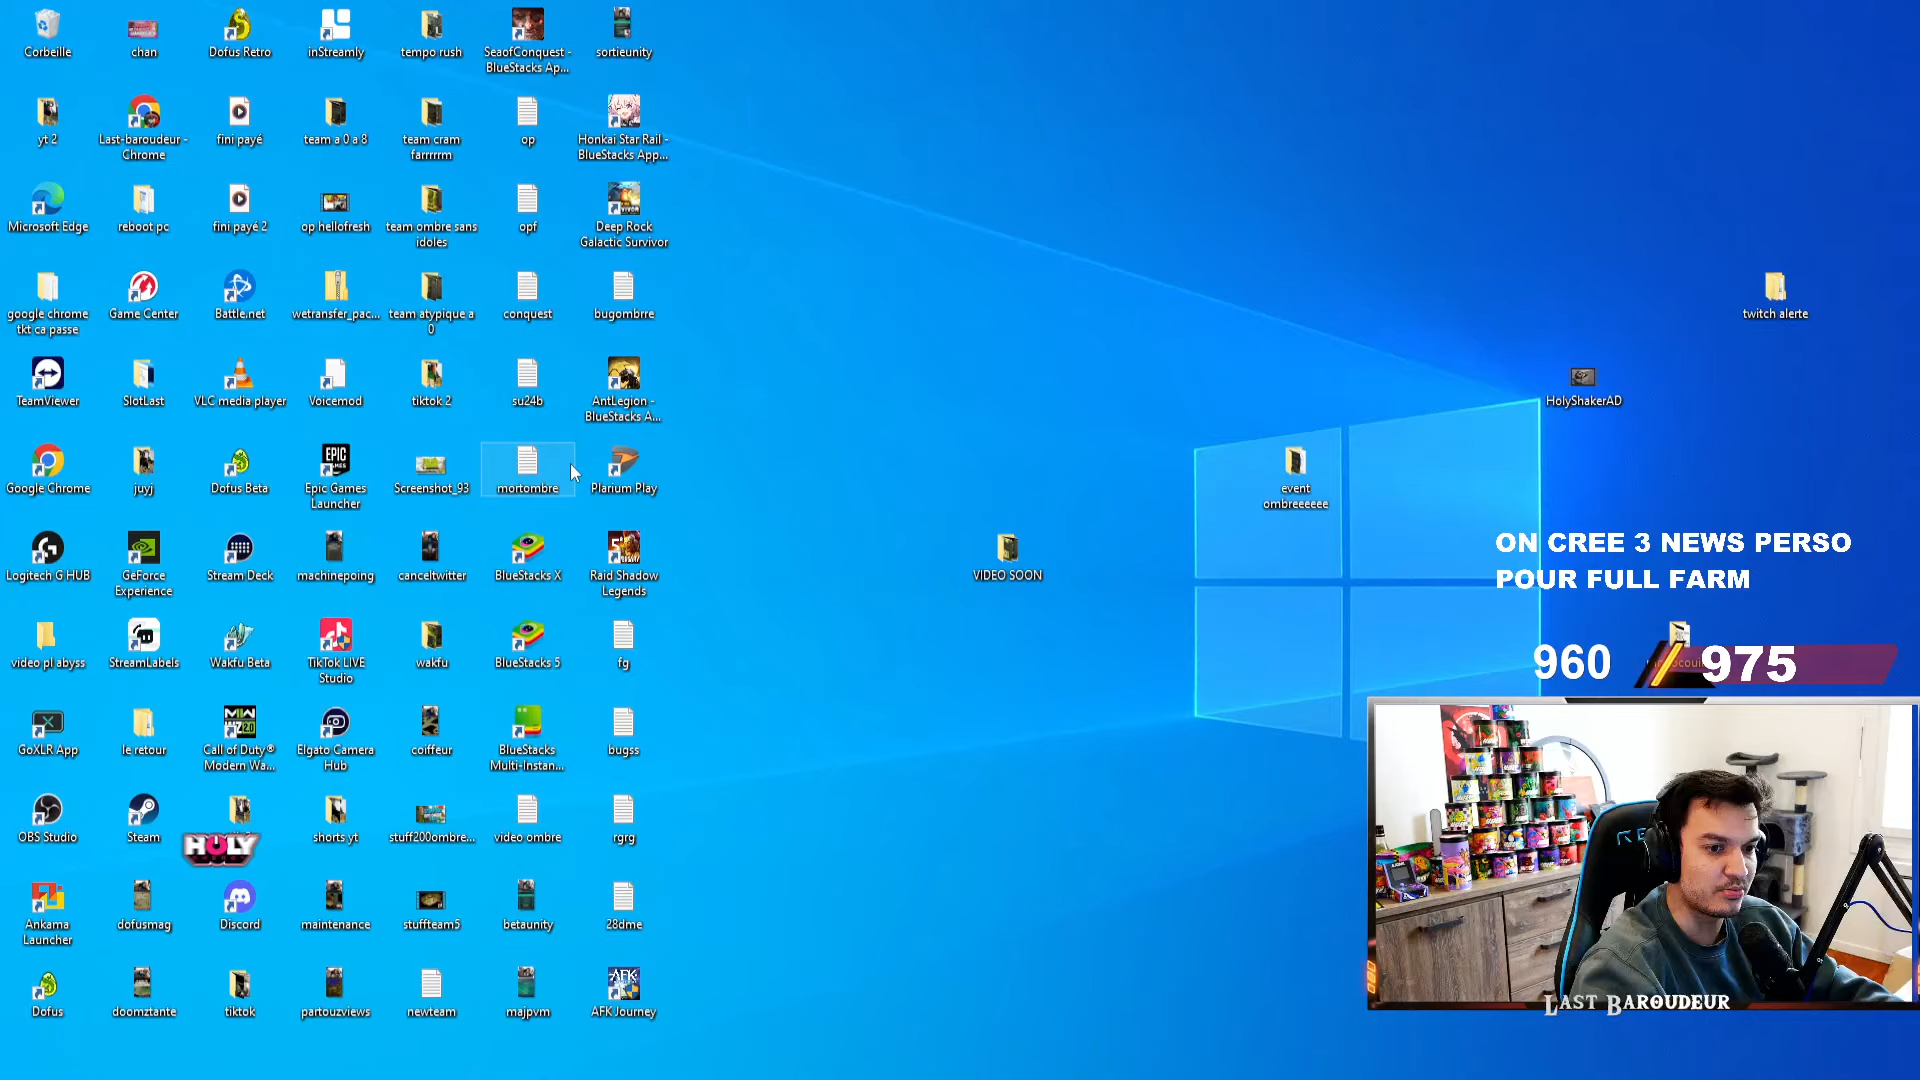 Corbeille
chan
Dofus Retro
inStreamly
tempo rush
SeaofConquest -
BlueStacks Ap...
sortieunity
yt 2
Last-baroudeur -
Chrome
fini payé
team a 0 a 8
team cram
farrrrrm
op
Honkai Star Rail -
BlueStacks App...
Microsoft Edge
reboot pc
fini payé 2
op hellofresh
team ombre sans
idoles
opf
Deep Rock
Galactic Survivor
google chrome
tkt ca passe
Game Center
Battle.net
wetransfer_pac...
team atypique a
0
conquest
bugombrre
twitch alerte
TeamViewer
SlotLast
VLC media player
Voicemod
tiktok 2
su24b
AntLegion -
BlueStacks A...
HolyShakerAD
Google Chrome
juyj
Dofus Beta
EPIC
GAMES
Epic Games
Launcher
Screenshot_93
mortombre
Plarium Play
event
ombreeeeee
Logitech G HUB
GeForce
Experience
Stream Deck
machinepoing
canceltwitter
BlueStacks X
Raid Shadow
Legends
VIDEO SOON
ON CREE 3 NEWS PERSO
POUR FULL FARM
video pl abyss
StreamLabels
Wakfu Beta
TikTok LIVE
Studio
wakfu
BlueStacks 5
fg
960
975
GoXLR App
le retour
MWII
WZ 2.0
Call of Duty®
Modern Wa...
Elgato Camera
Hub
coiffeur
BlueStacks
Multi-Instan...
bugss
OBS Studio
Steam
HOLY
shorts yt
stuff200ombre...
video ombre
rgrg
Ankama
Launcher
dofusmag
Discord
maintenance
stuffteam5
betaunity
28dme
Dofus
doomztante
tiktok
partouzviews
newteam
majpvm
AFK
AFK Journey
LAST BAROUDEUR